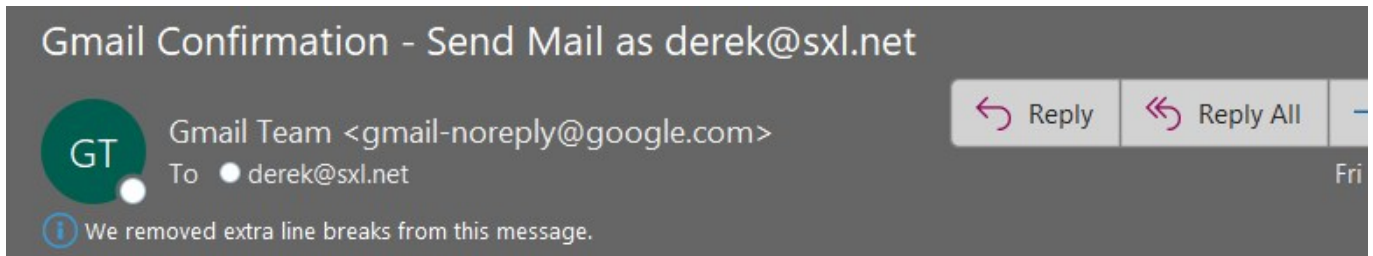 Gmail Confirmation - Send Mail as derek@sxl.net
Reply
Reply All
GT
Gmail Team <gmail-noreply@google.com>
To derek@sxl.net
Fri
We removed extra line breaks from this message.